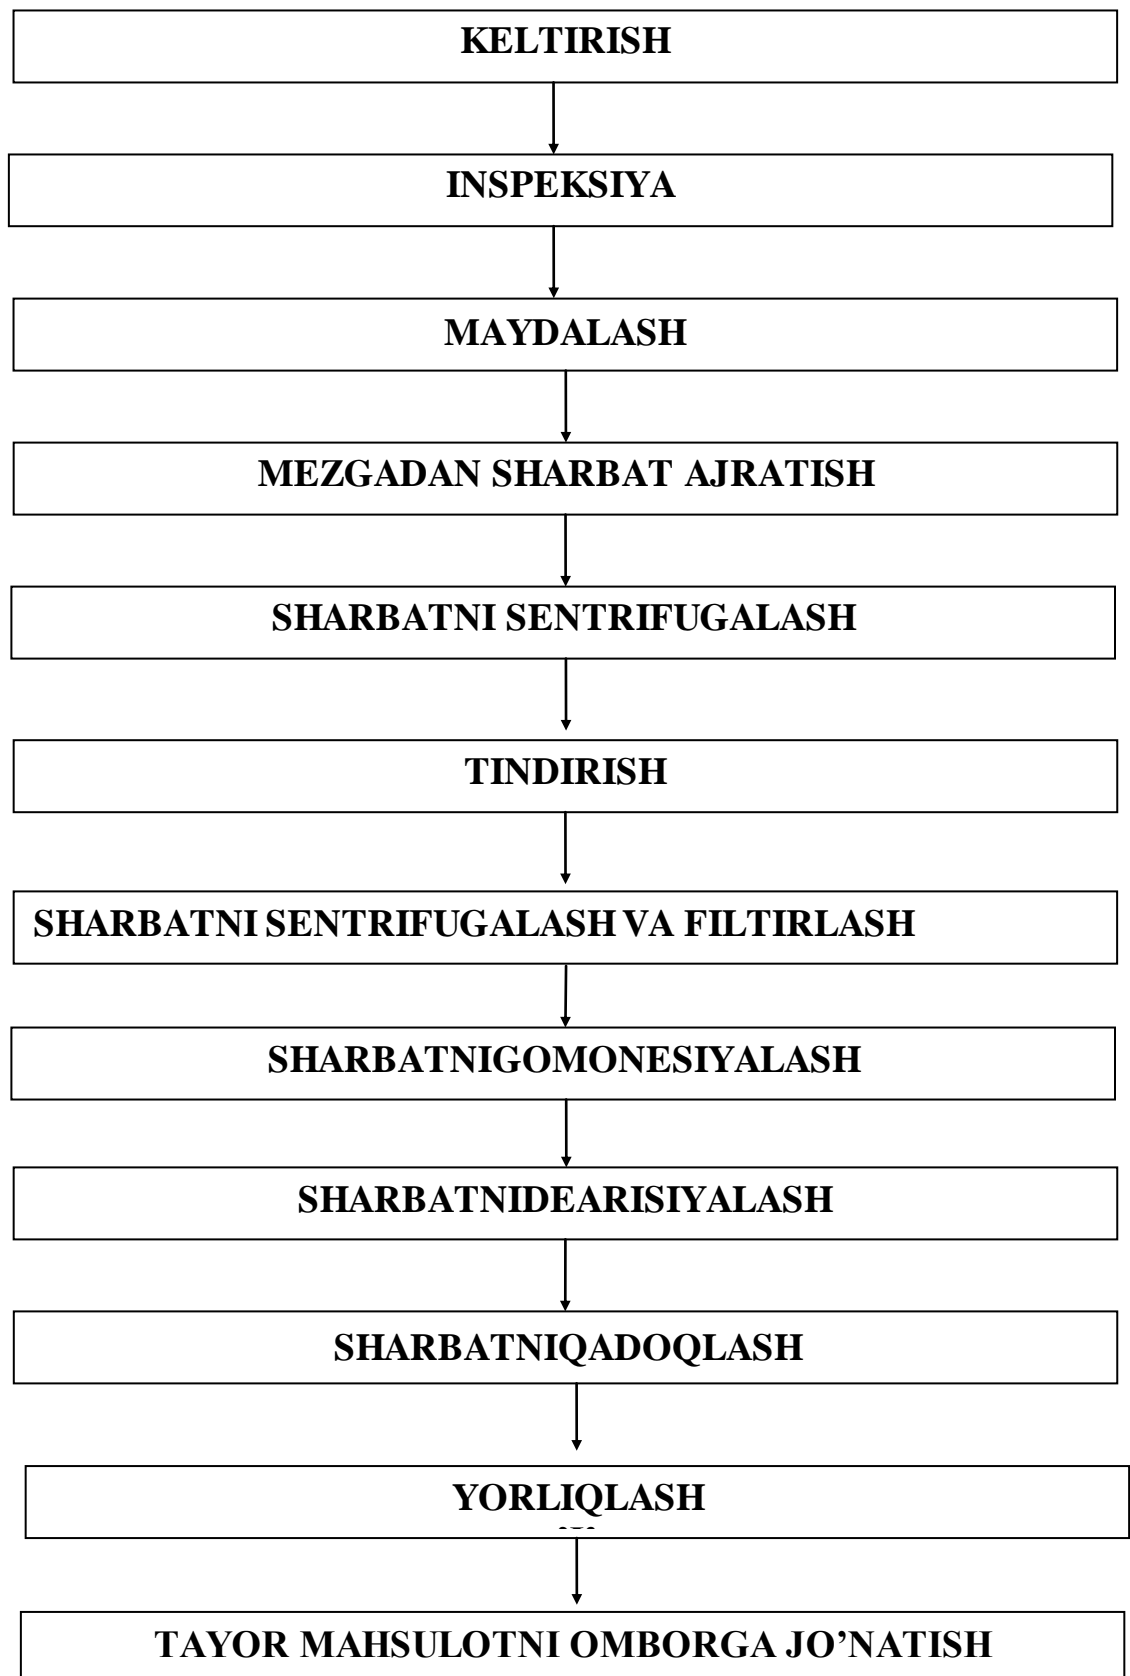 KELTIRISH
INSPEKSIYA
MAYDALASH
MEZGADAN SHARBAT AJRATISH
SHARBATNI SENTRIFUGALASH
TINDIRISH
SHARBATNI SENTRIFUGALASH VA FILTIRLASH
SHARBATNIGOMONESIYALASH
SHARBATNIDEARISIYALASH
SHARBATNIQADOQLASH
YORLIQLASH
TAYOR MAHSULOTNI OMBORGA JO’NATISH